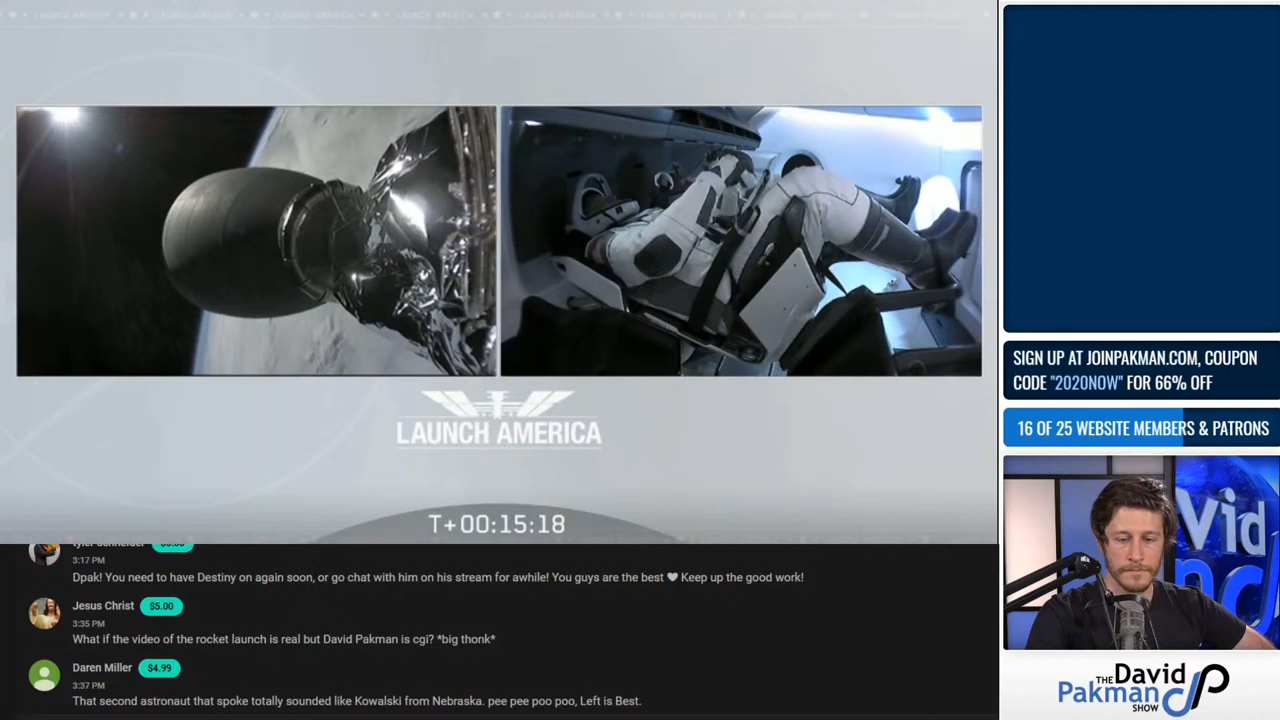 LAUNCH AMERICA
T+00:15:18
3:17 PM
Dpak! You need to have Destiny on again soon, or go chat with him on his stream for awhile! You guys are the best 🖤 Keep up the good work!
Jesus Christ $5.00
3:35 PM
What if the video of the rocket launch is real but David Pakman is cgi? *big thonk*
Daren Miller $4.99
3:37 PM
That second astronaut that spoke totally sounded like Kowalski from Nebraska. pee pee poo poo, Left is Best.
SIGN UP AT JOINPAKMAN.COM, COUPON
CODE "2020NOW" FOR 66% OFF
16 OF 25 WEBSITE MEMBERS & PATRONS
vid
THE David
Pakman
SHOW